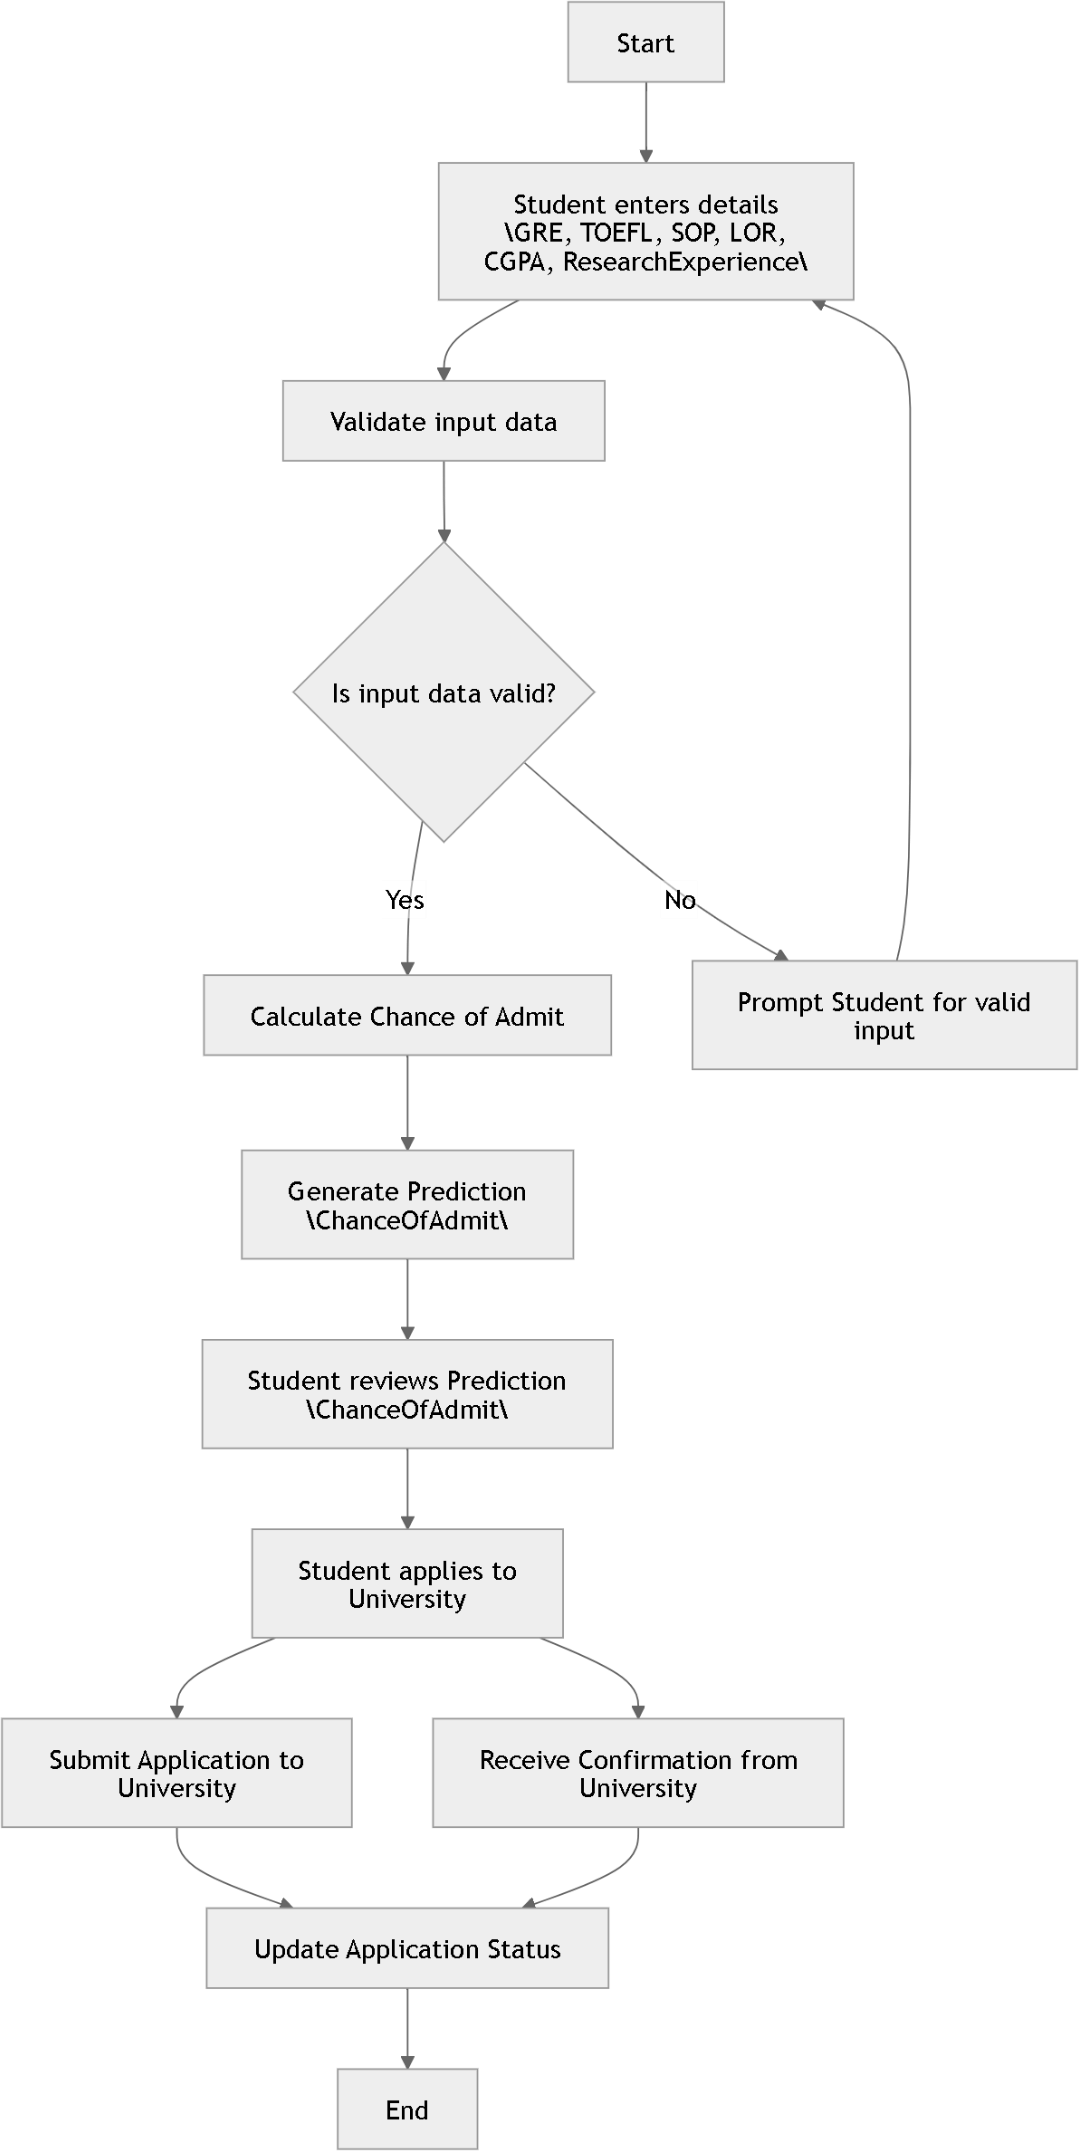 Start
Student enters details
\GRE, TOEFL, SOP, LOR,
CGPA, ResearchExperience\
Validate input data
Is input data valid?
Yes
No
Calculate Chance of Admit
Prompt Student for valid
input
Generate Prediction
\ChanceOfAdmit\
Student reviews Prediction
\ChanceOfAdmit\
Student applies to
University
Submit Application to
University
Receive Confirmation from
University
Update Application Status
End